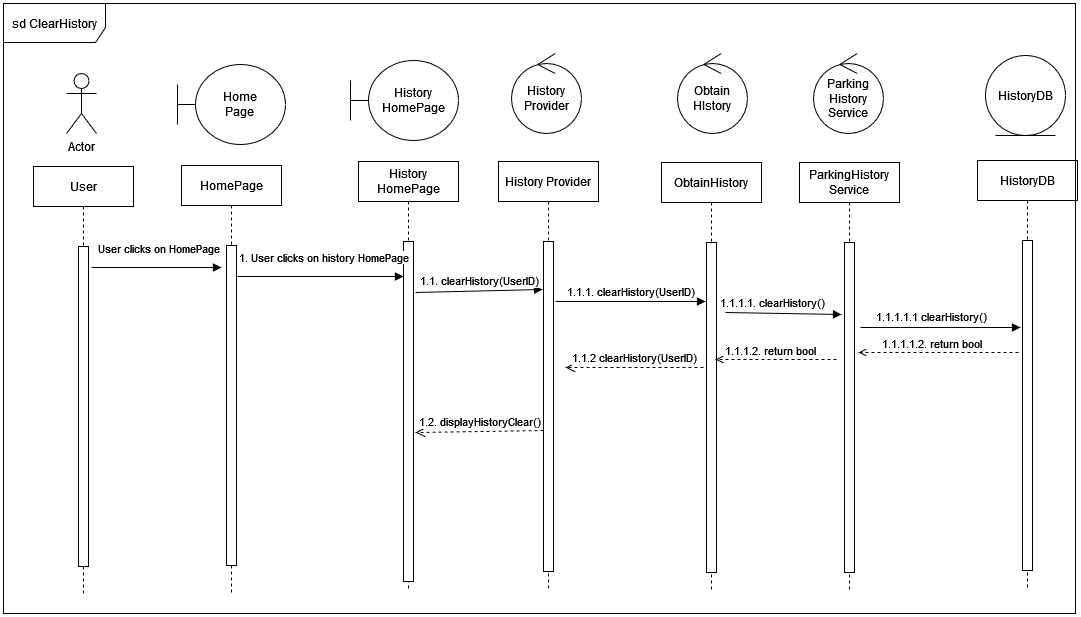 sd ClearHistory
Home
Page
History
HomePage
History
Provider
Obtain
HIstory
Parking
History
Service
HistoryDB
Actor
User
HomePage
History
HomePage
History Provider
ObtainHistory
ParkingHistory
Service
HistoryDB
User clicks on HomePage
1. User clicks on history HomePage
1.1. clearHistory(UserID)
1.1.1. clearHistory(UserID)
1.1.1.1. clearHistory()
1.1.1.1.1 clearHistory()
1.1.1.1.2. return bool
1.1.1.2. return bool
1.1.2 clearHistory(UserID)
1.2. displayHistoryClear()